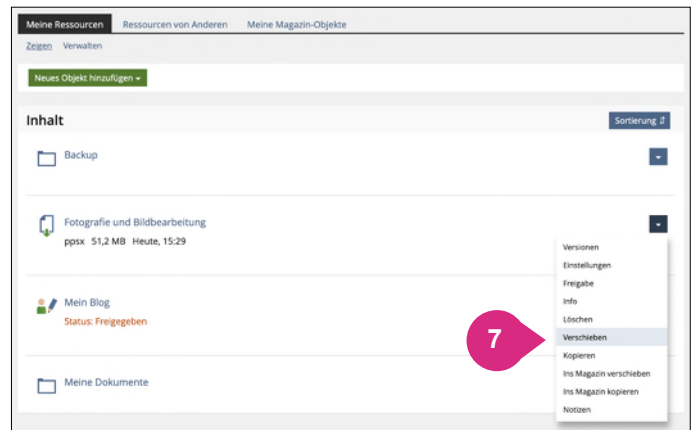 Meine Ressourcen Ressourcen von Anderen Meine Magazin-Objekte
Zeigen Verwalten
Neues Objekt hinzufügen
Inhalt
Sortierung
Backup
Fotografie und Bildbearbeitung
ppsx 51,2 MB Heute, 15:29
Mein Blog
Status: Freigegeben
Meine Dokumente
Versionen
Einstellungen
Freigabe
Info
Löschen
7
Verschieben
Kopieren
Ins Magazin verschieben
Ins Magazin kopieren
Notizen